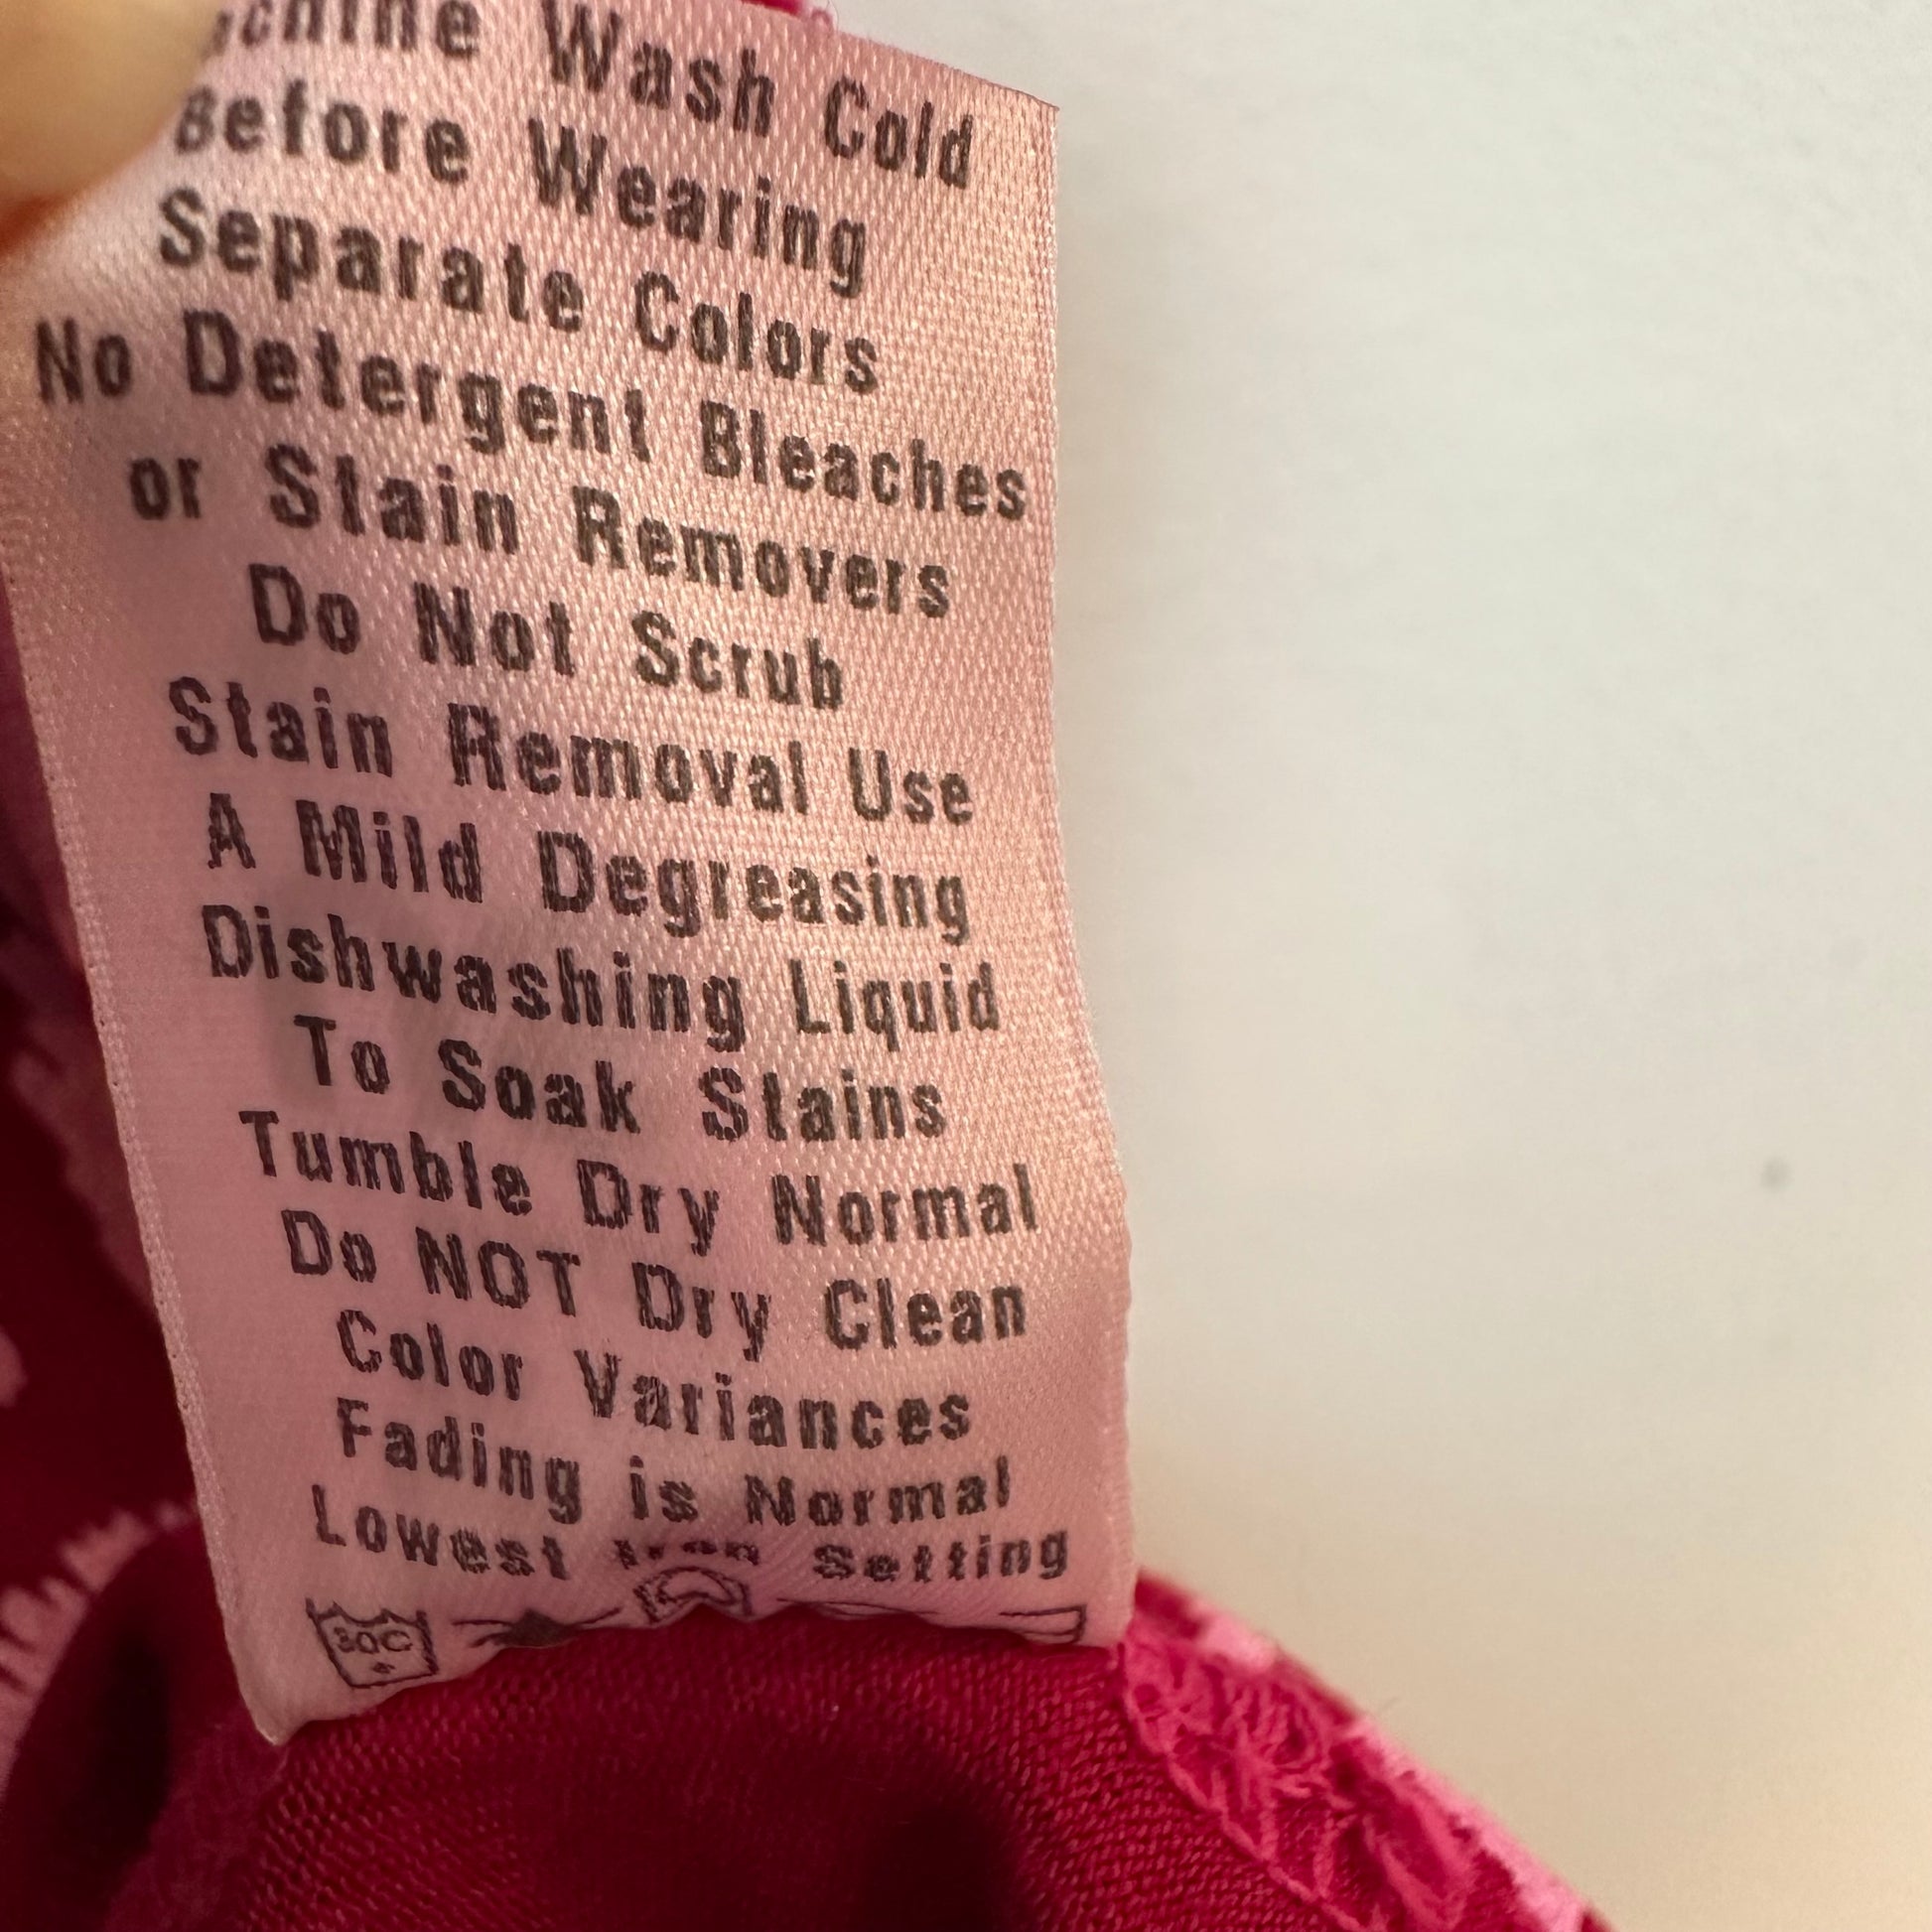 chine Wash Cold
Before Wearing
Separate Colors
No Detergent Bleaches
or Stain Removers
Do Not Scrub
Stain Removal Use
A Mild Degreasing
Dishwashing Liquid
To Soak Stains
Tumble Dry Normal
Do NOT Dry Clean
Color Variances
Fading is Normal
Lowest Iron Setting
30C